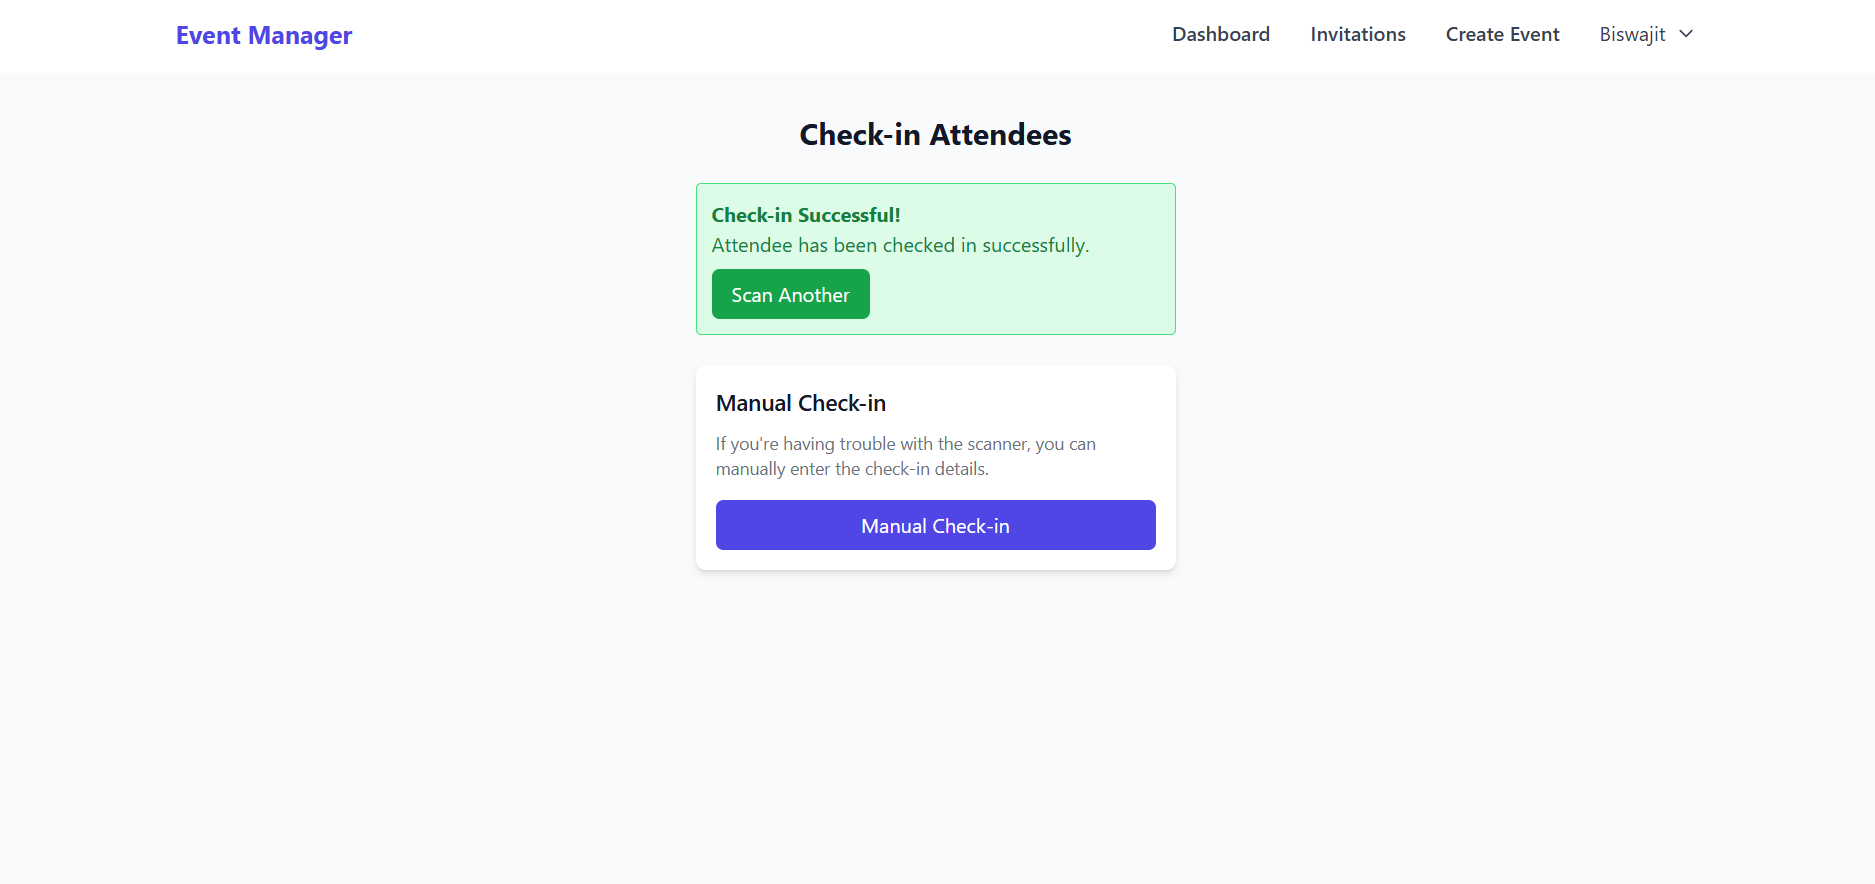 Event Manager
Dashboard
Invitations
Create Event
Biswajit
Check-in Attendees
Check-in Successful!
Attendee has been checked in successfully.
Scan Another
Manual Check-in
If you're having trouble with the scanner, you can
manually enter the check-in details.
Manual Check-in